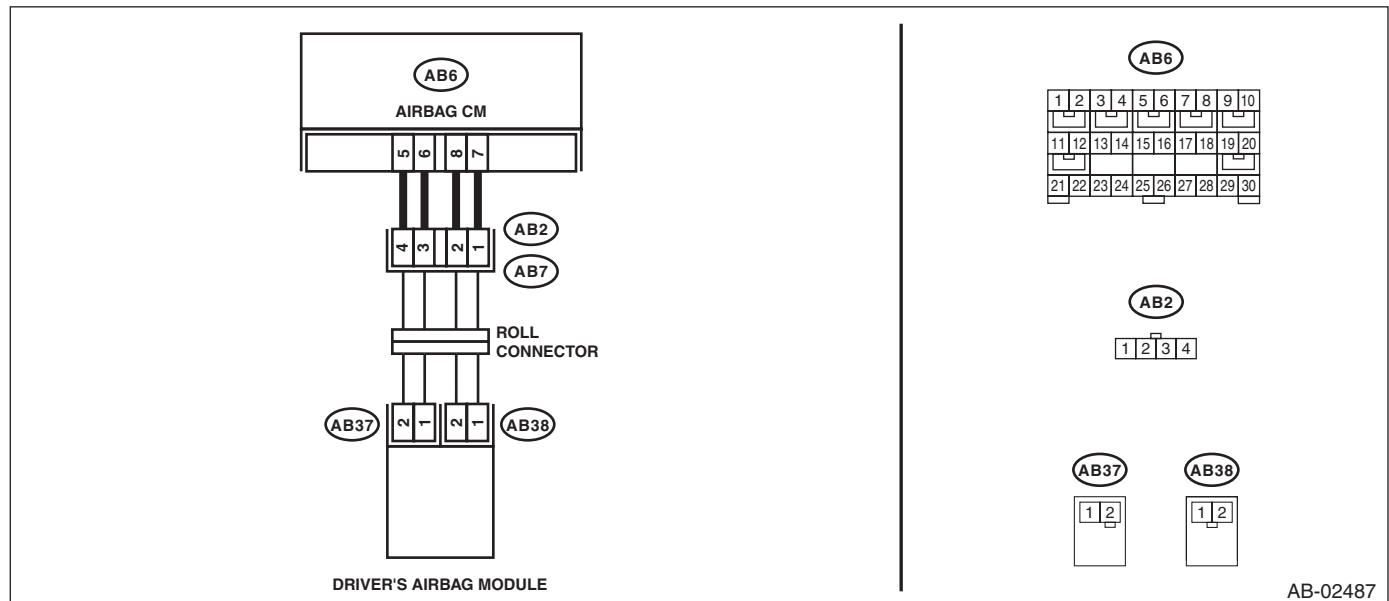 AB6
AIRBAG CM
5 6 8 7
4 3 2 1
AB2
AB7
ROLL
CONNECTOR
AB37
2 1 2 1
AB38
DRIVER'S AIRBAG MODULE
AB6
1 2 3 4 5 6 7 8 9 10
11 12 13 14 15 16 17 18 19 20
21 22 23 24 25 26 27 28 29 30
AB2
1 2 3 4
AB37 AB38
1 2 1 2
AB-02487